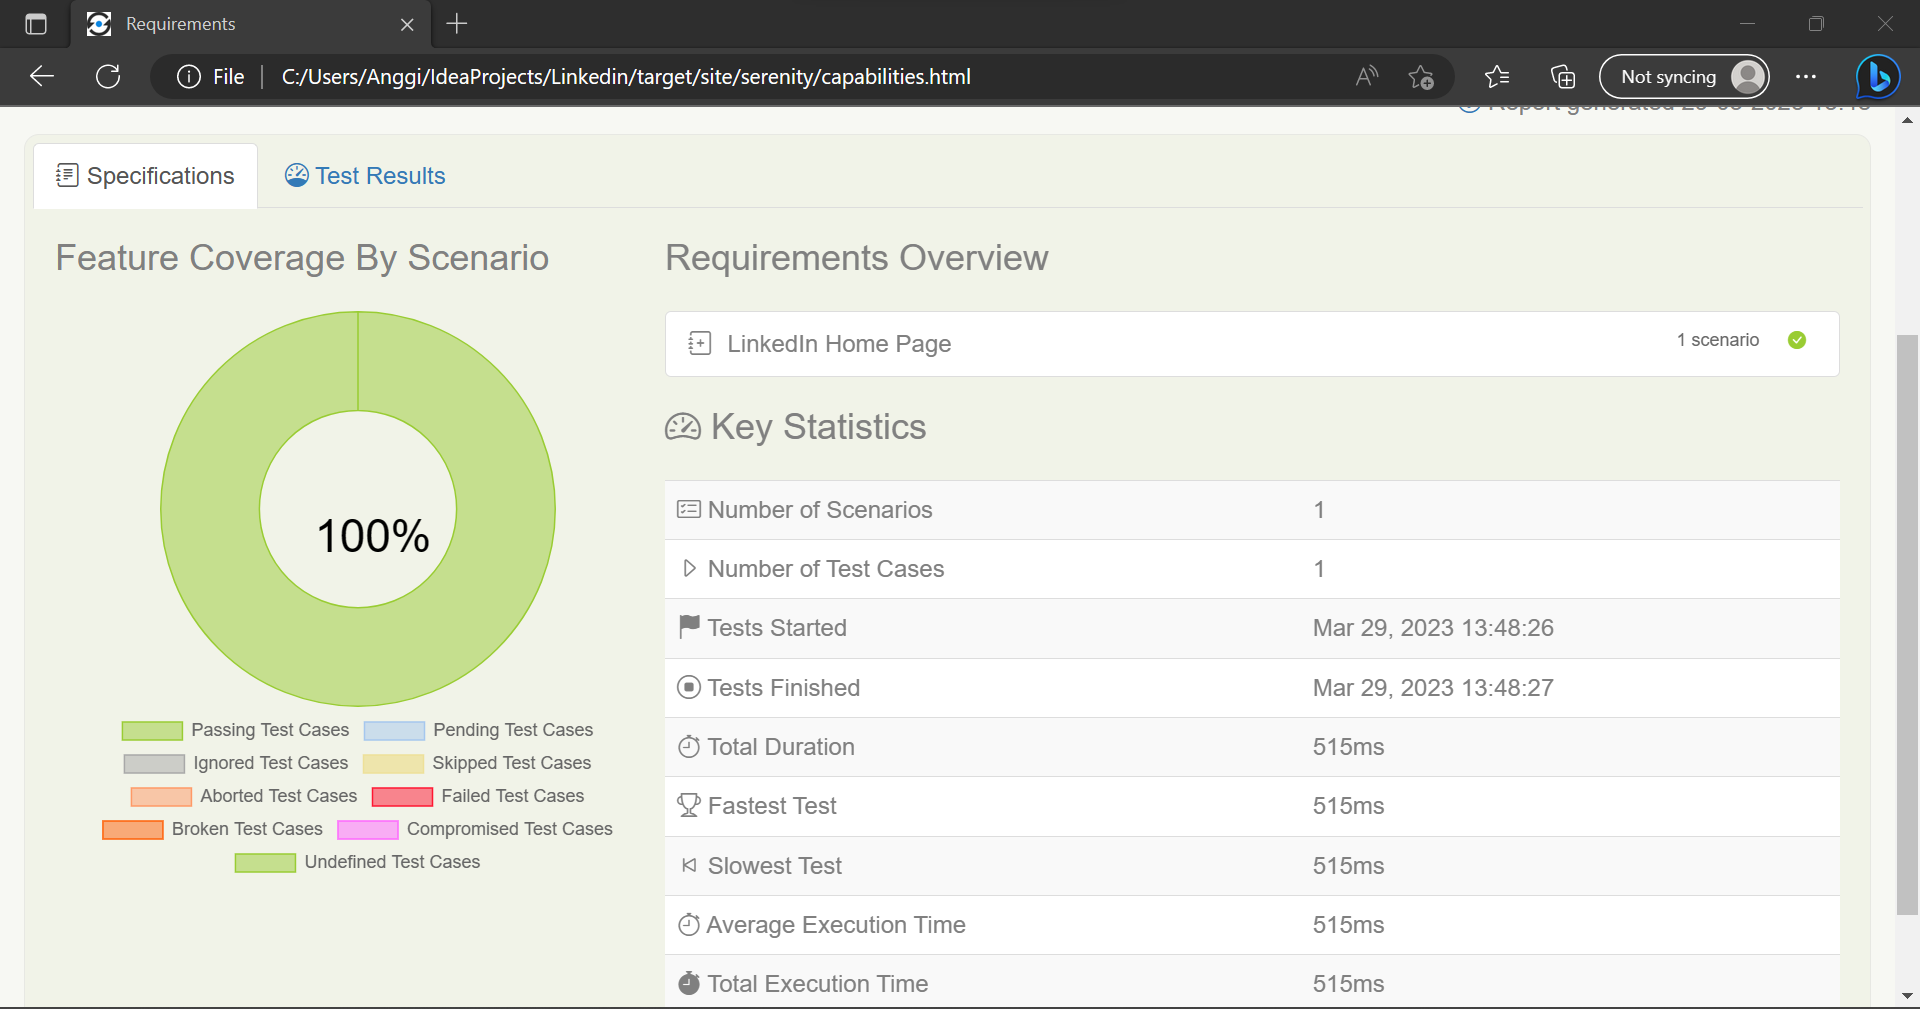 Requirements
File
C:/Users/Anggi/IdeaProjects/Linkedin/target/site/serenity/capabilities.html
Not syncing
Specifications
Test Results
Feature Coverage By Scenario
100%
Passing Test Cases
Pending Test Cases
Ignored Test Cases
Skipped Test Cases
Aborted Test Cases
Failed Test Cases
Broken Test Cases
Compromised Test Cases
Undefined Test Cases
Requirements Overview
LinkedIn Home Page
1 scenario
Key Statistics
Number of Scenarios 1
Number of Test Cases 1
Tests Started Mar 29, 2023 13:48:26
Tests Finished Mar 29, 2023 13:48:27
Total Duration 515ms
Fastest Test 515ms
Slowest Test 515ms
Average Execution Time 515ms
Total Execution Time 515ms